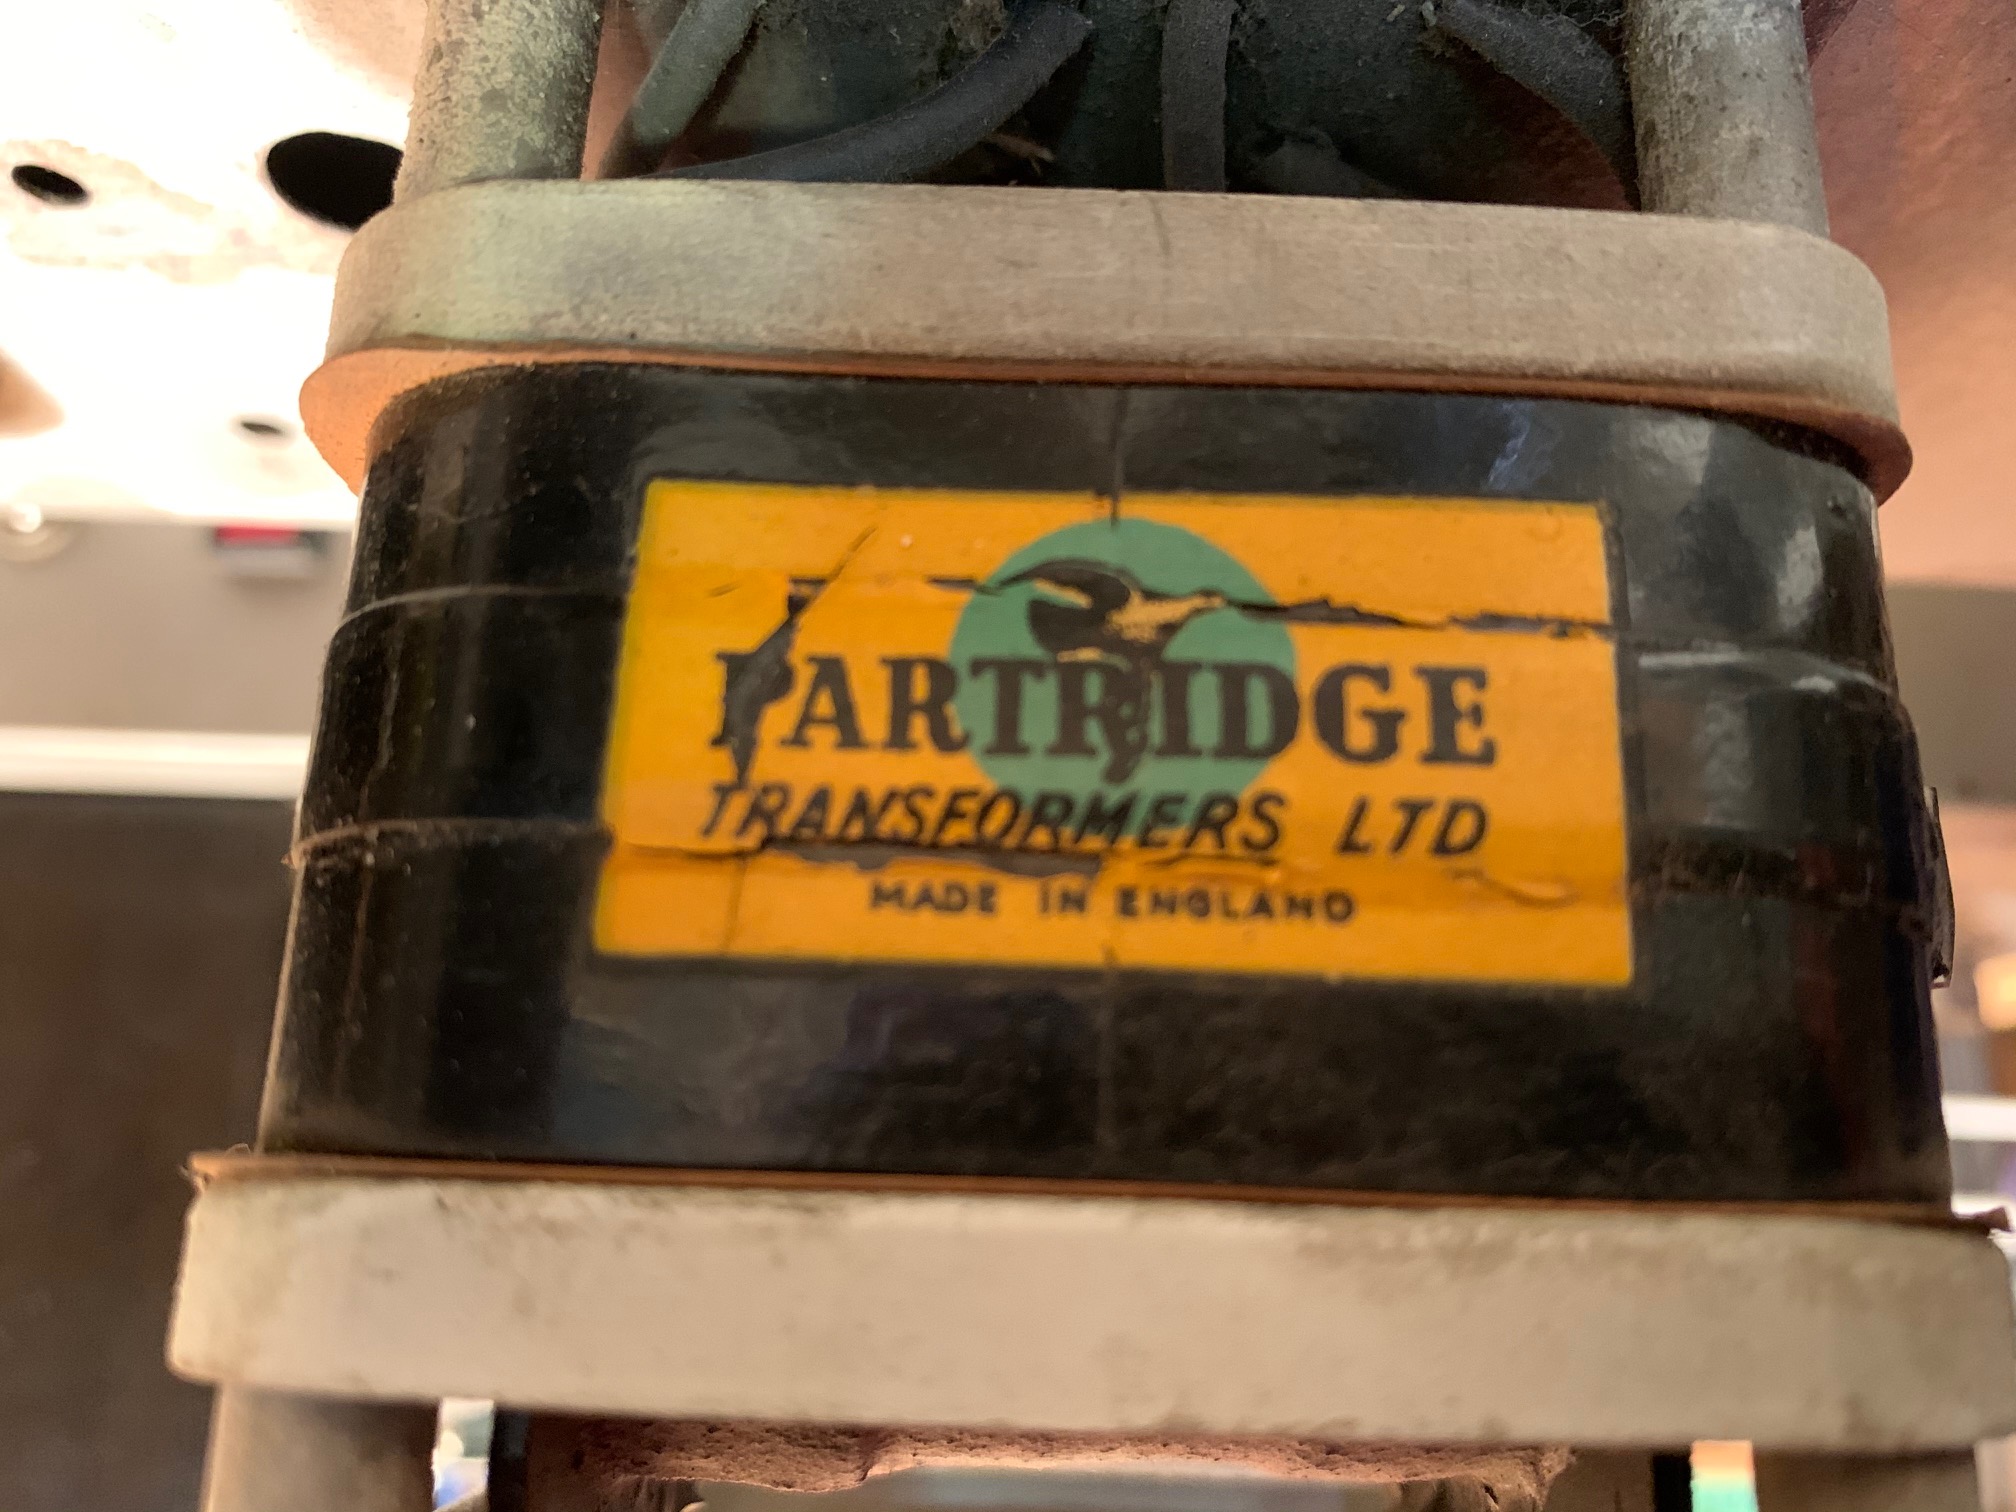 PARTRIDGE
TRANSFORMERS LTD
MADE IN ENGLAND